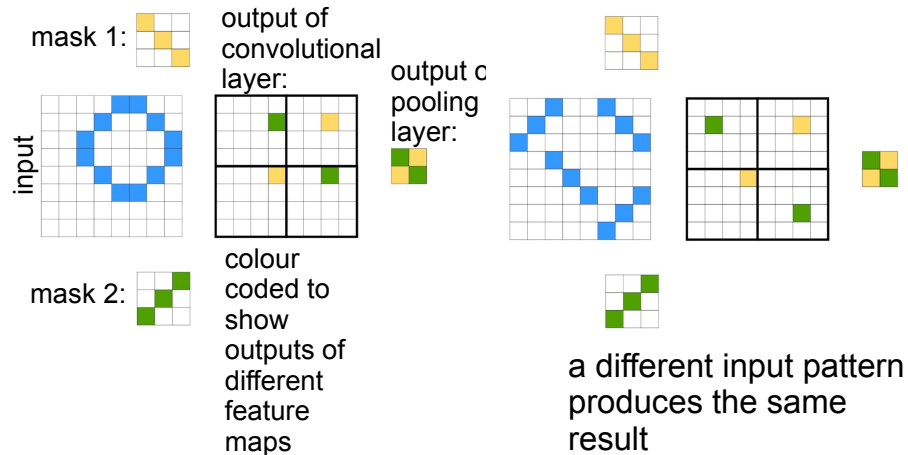 mask 1:
output of
convolutional
layer:
output o
pooling
layer:
input
mask 2:
colour
coded to
show
outputs of
different
feature
maps
a different input pattern
produces the same
result